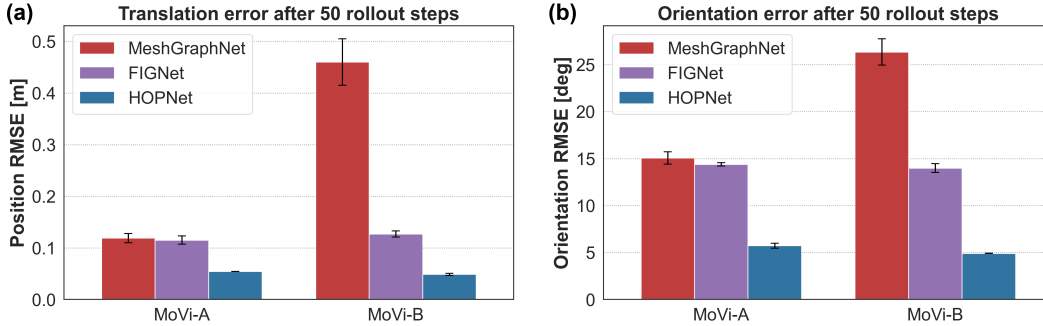 (a)
Translation error after 50 rollout steps
Position RMSE [m]
0.5
0.4
0.3
0.2
0.1
0.0
MeshGraphNet
FIGNet
HOPNet
MoVi-A
MoVi-B
(b)
Orientation error after 50 rollout steps
Orientation RMSE [deg]
25
20
15
10
5
0
MeshGraphNet
FIGNet
HOPNet
MoVi-A
MoVi-B